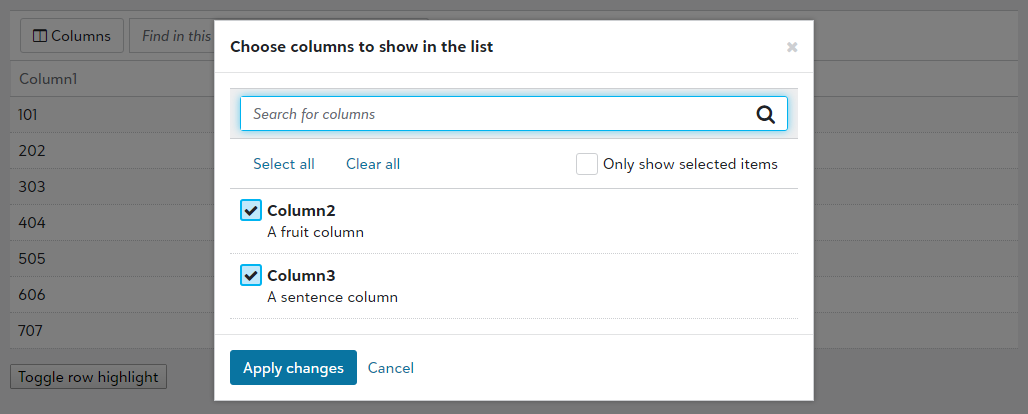 Columns
Find in this
Choose columns to show in the list
×
Column1
101
202
303
404
505
606
707
Toggle row highlight
Search for columns
Select all Clear all Only show selected items
Column2
A fruit column
Column3
A sentence column
Apply changes Cancel